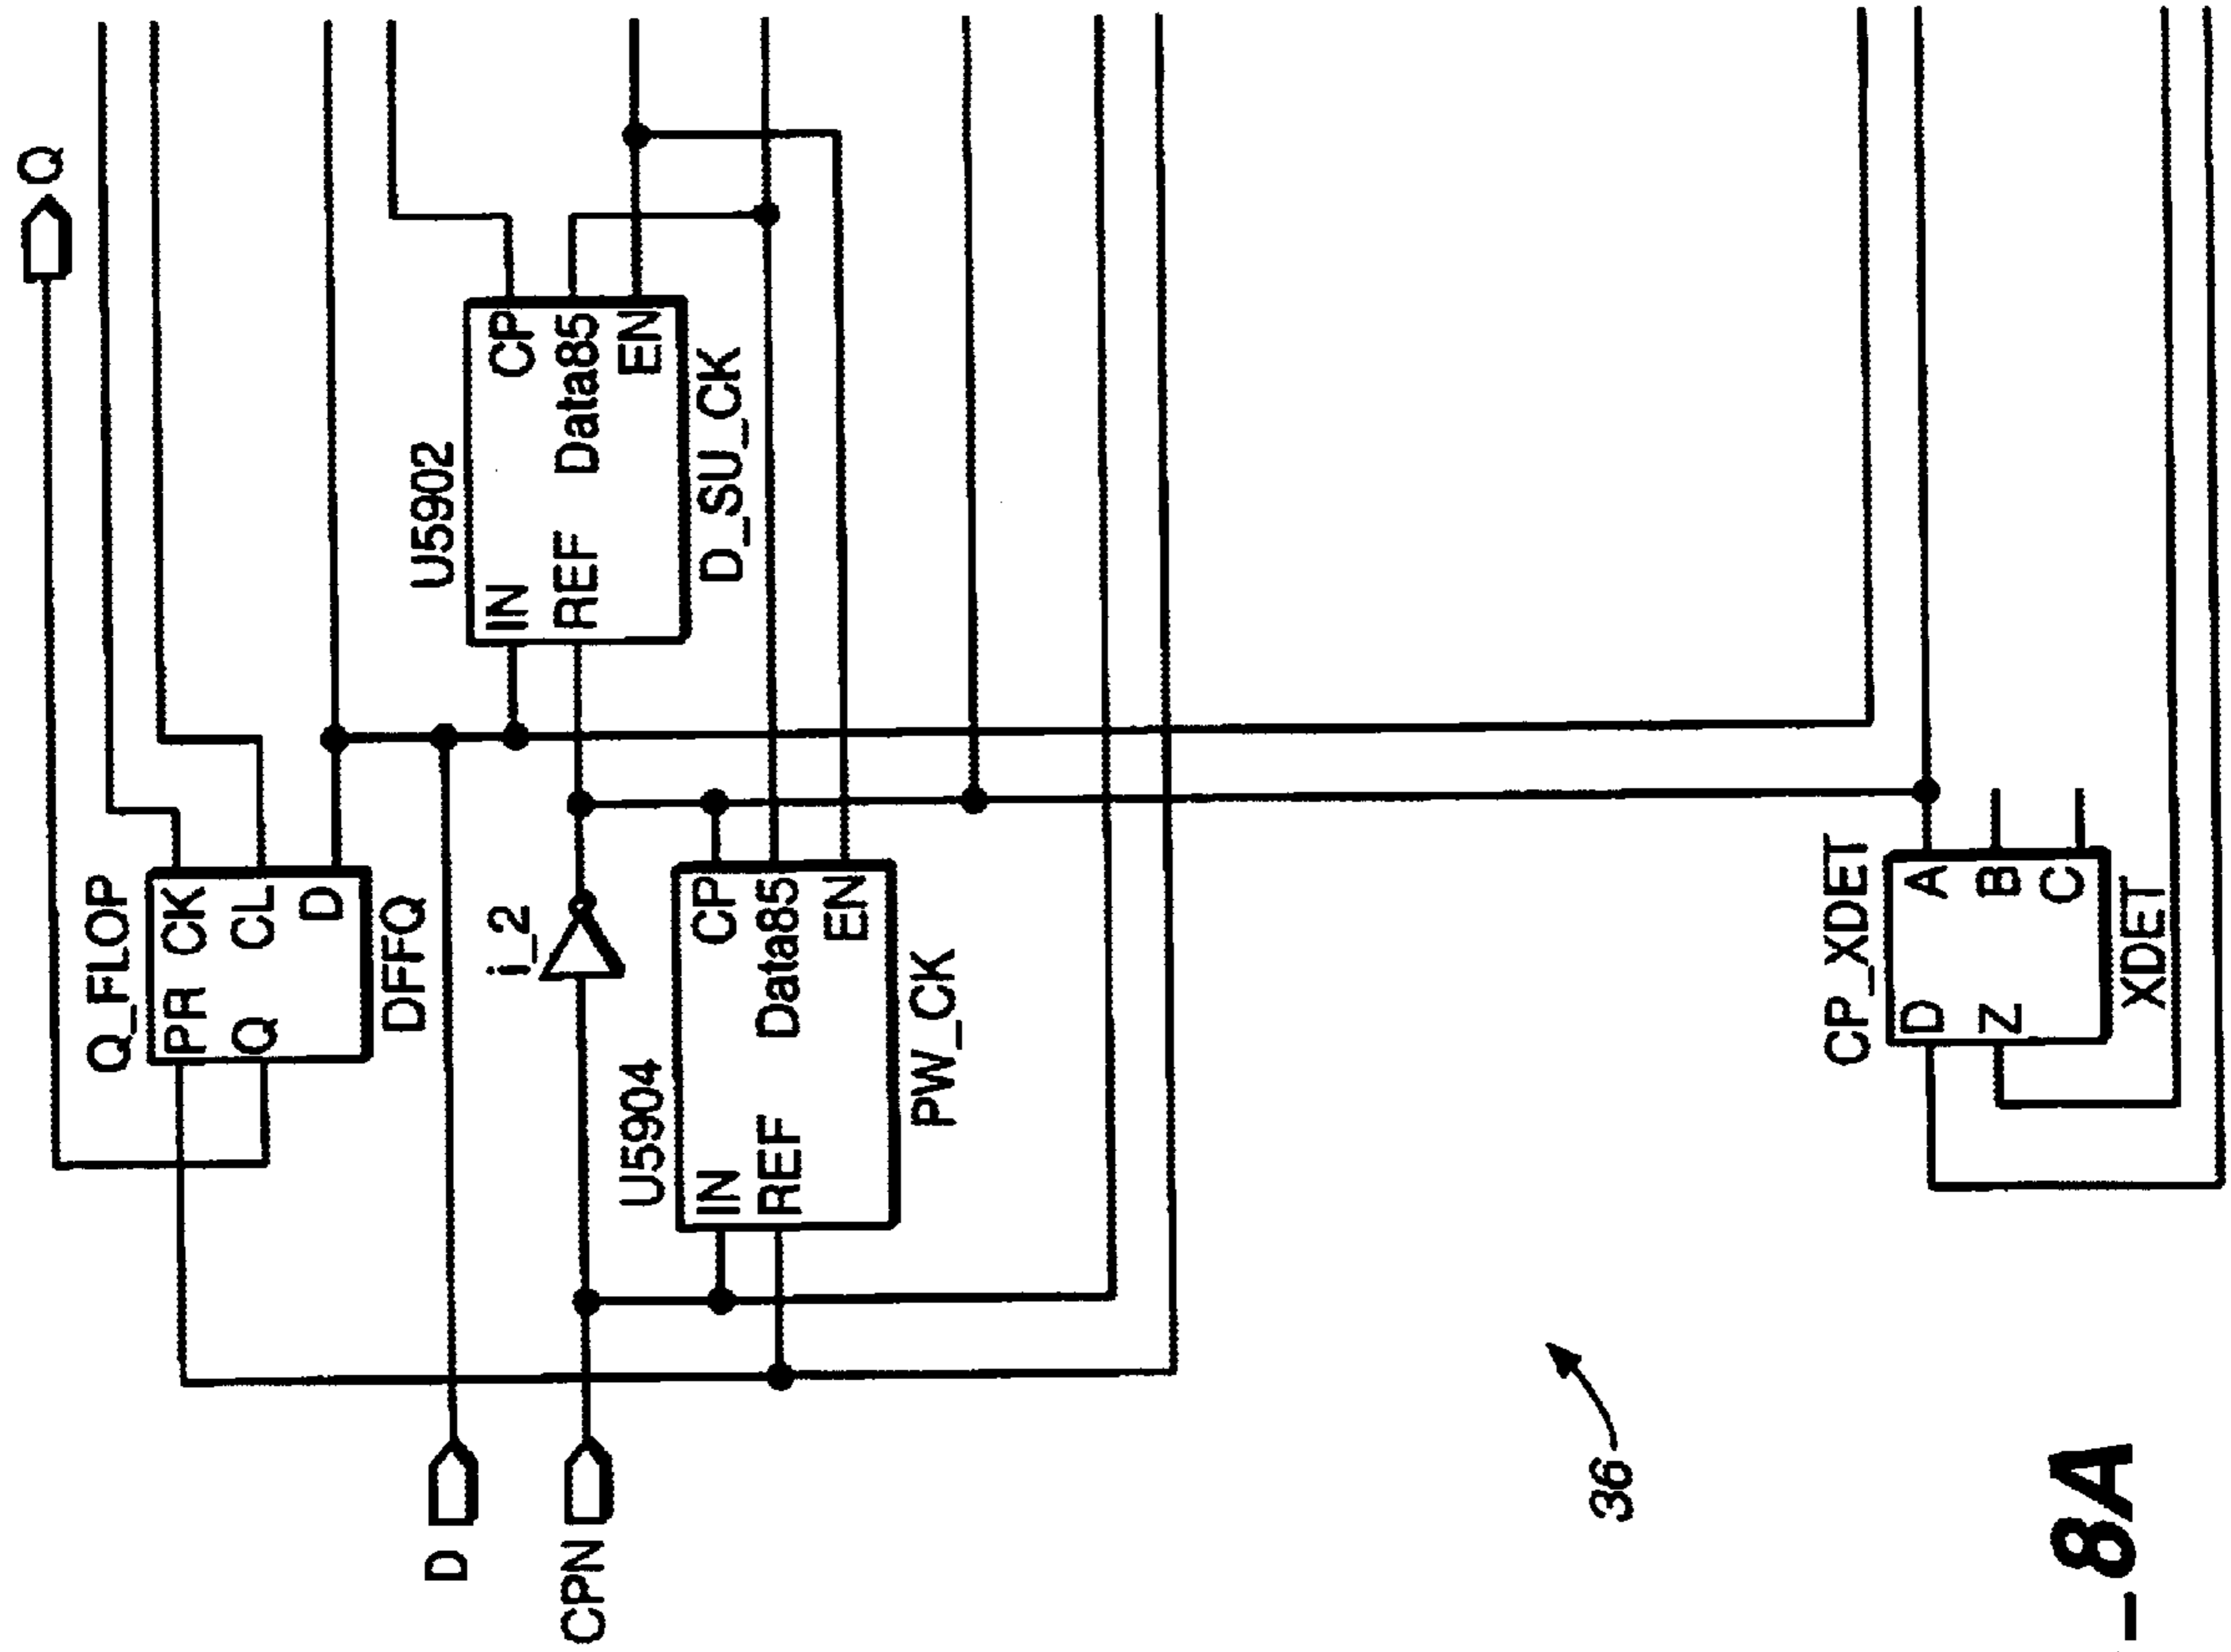 Q
Q_FLOP
PR CK
Q CL
D
DFFQ
U5902
IN CP
REF Data85
EN
D_SU_CK
D
i_2
CPN
U5904
IN CP
REF Data85
EN
PW_CK
36
CP_XDET
D A
Z B
C
XDET
_8A